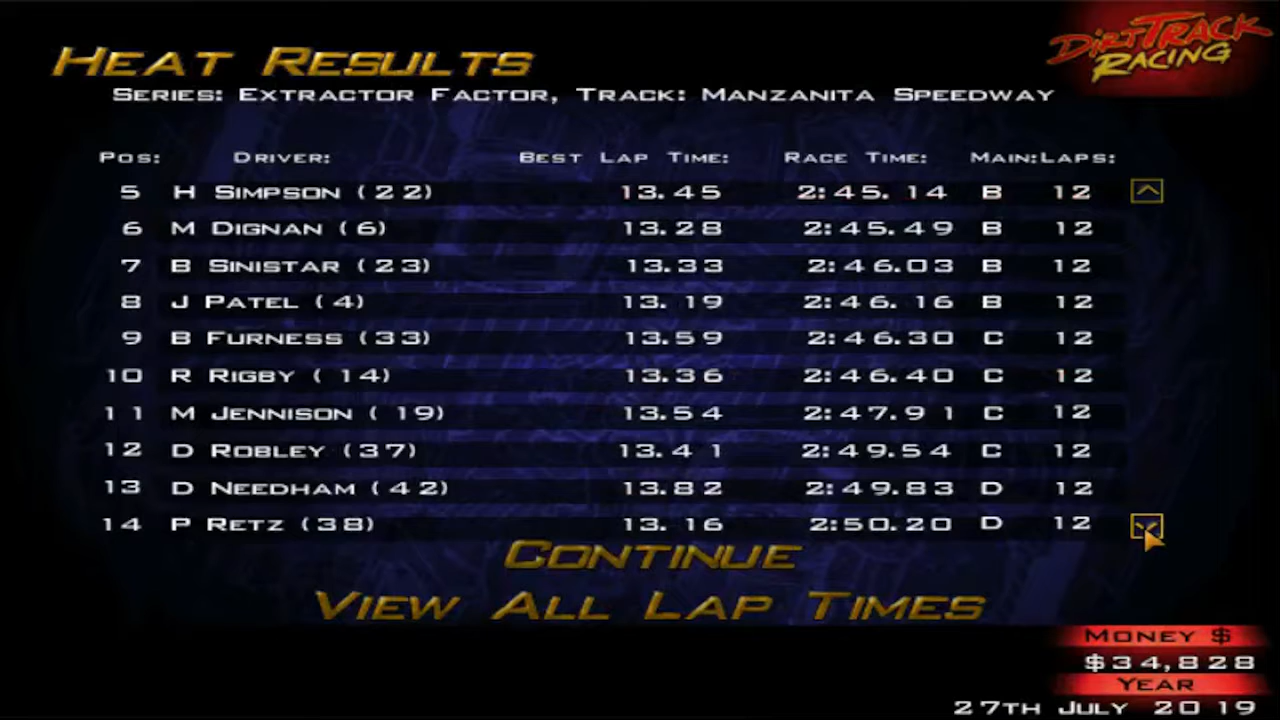 Dirt Track
Racing
Heat Results
Series: Extractor Factor, Track: Manzanita Speedway
Pos: Driver: Best Lap Time: Race Time: Main: Laps:
5 H Simpson (22) 13.45 2:45.14 B 12
6 M Dignan (6) 13.28 2:45.49 B 12
7 B Sinistar (23) 13.33 2:46.03 B 12
8 J Patel (4) 13.19 2:46.16 B 12
9 B Furness (33) 13.59 2:46.30 C 12
10 R Rigby (14) 13.36 2:46.40 C 12
11 M Jennison (19) 13.54 2:47.91 C 12
12 D Robley (37) 13.41 2:49.54 C 12
13 D Needham (42) 13.82 2:49.83 D 12
14 P Retz (38) 13.16 2:50.20 D 12
Continue
View All Lap Times
Money $
$34,828
Year
27th July 2019